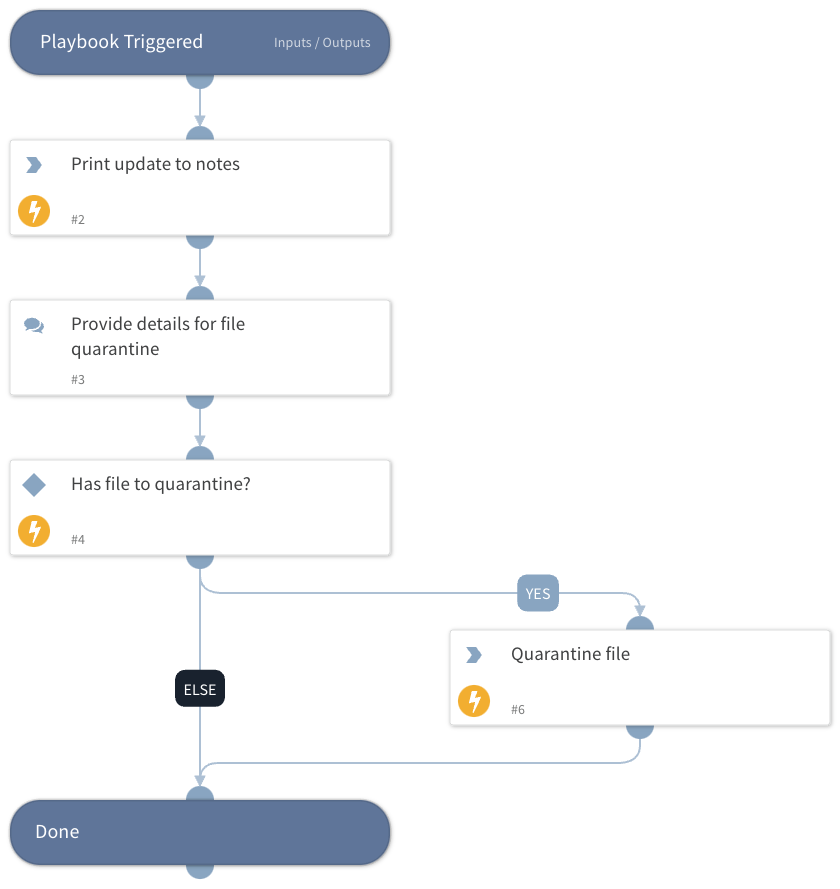 Playbook Triggered
Inputs / Outputs
Print update to notes
#2
Provide details for file
quarantine
#3
Has file to quarantine?
#4
YES
Quarantine file
#6
ELSE
Done